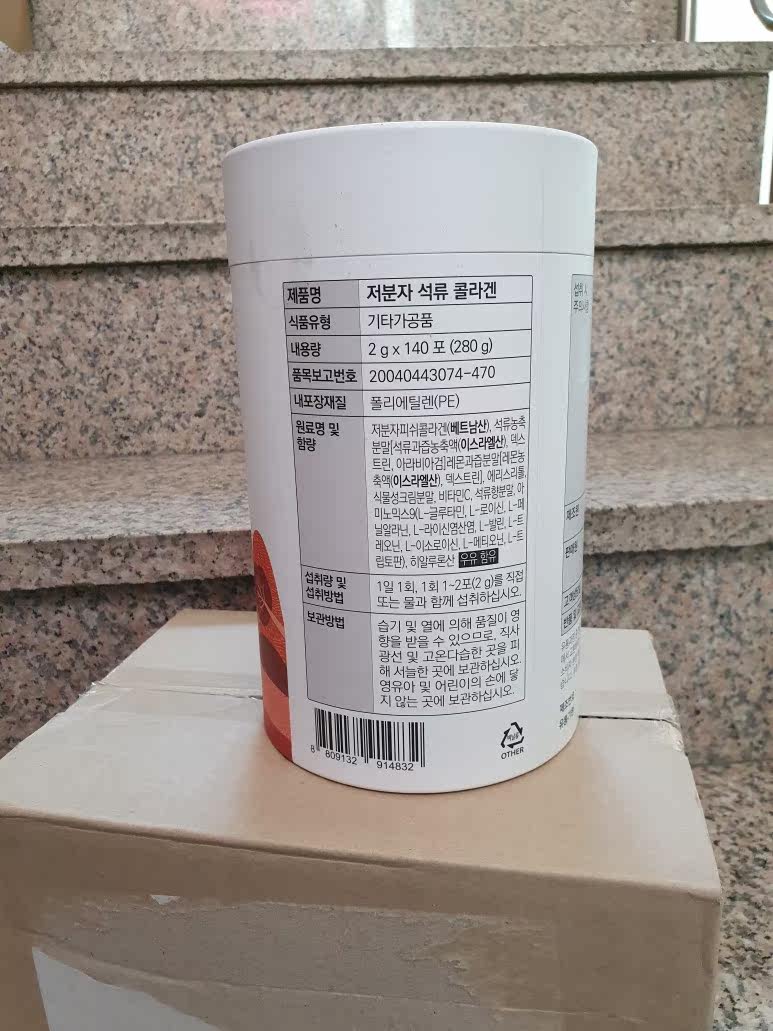 제품명 저분자 석류 콜라겐
식품유형 기타가공품
내용량 2 g x 140 포 (280 g)
품목보고번호 20040443074-470
내포장재질 폴리에틸렌(PE)
원료명 및 함량
저분자피쉬콜라겐(베트남산), 석류농축
분말[석류과즙농축액(이스라엘산), 덱스
트린, 아라비아검]레몬과즙분말[레몬농
축액(이스라엘산), 덱스트린], 에리스리톨,
식물성크림분말, 비타민C, 석류향분말, 아
미노믹스9(L-글루타민, L-로이신, L-페
닐알라닌, L-라이신염산염, L-발린, L-트
레오닌, L-이소로이신, L-메티오닌, L-트
립토판), 히알루론산 우유 함유
섭취량 및 섭취방법
1일 1회, 1회 1~2포(2 g)를 직접
또는 물과 함께 섭취하십시오.
보관방법
습기 및 열에 의해 품질이 영
향을 받을 수 있으므로, 직사
광선 및 고온다습한 곳을 피
해 서늘한 곳에 보관하십시오.
영유아 및 어린이의 손에 닿
지 않는 곳에 보관하십시오.
8 809132 914832
OTHER